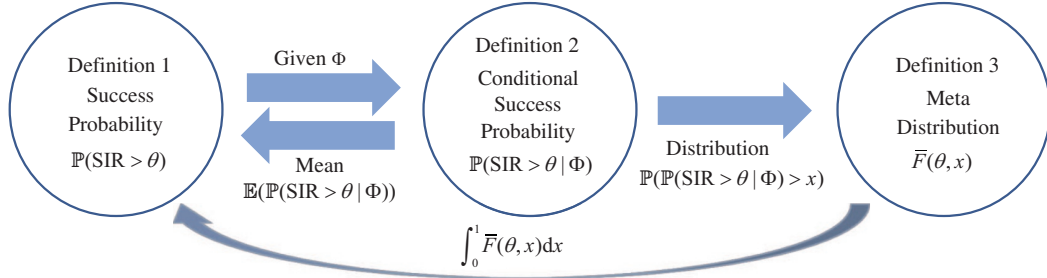 Definition 1
Success
Probability
ℙ(SIR > θ)
Given Φ
Mean
𝔼(ℙ(SIR > θ | Φ))
Definition 2
Conditional
Success
Probability
ℙ(SIR > θ | Φ)
Distribution
ℙ(ℙ(SIR > θ | Φ) > x)
Definition 3
Meta
Distribution
F̅(θ, x)
∫₀¹ F̅(θ, x)dx